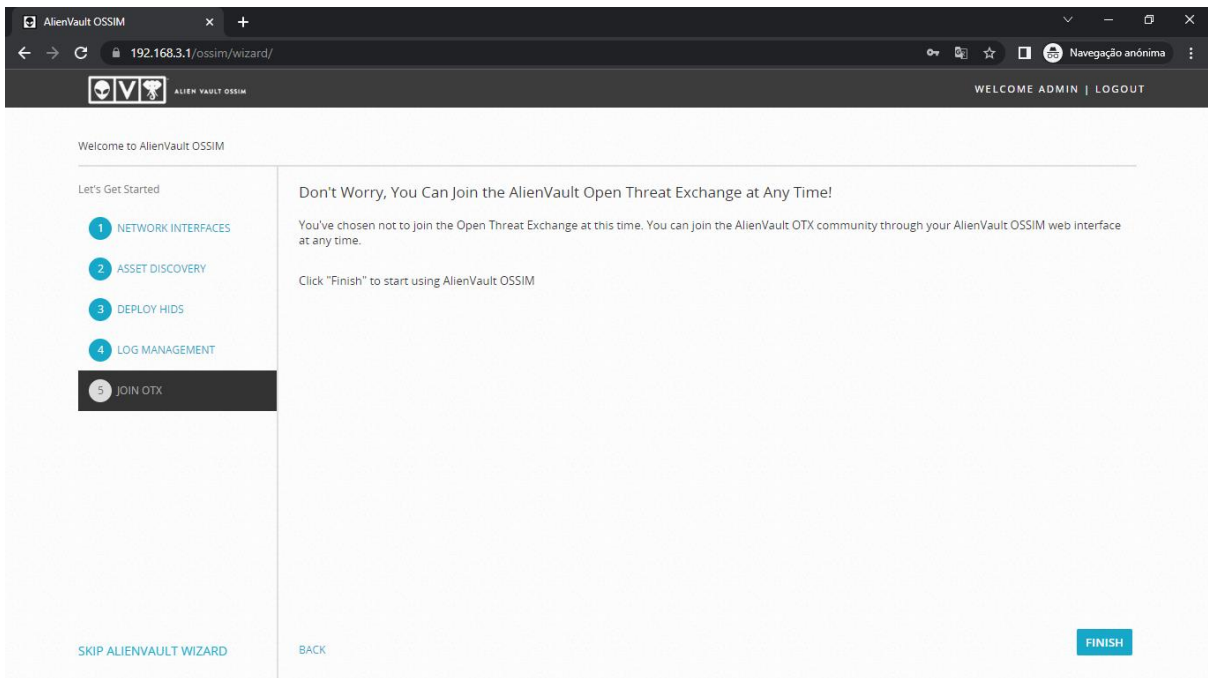 AlienVault OSSIM
192.168.3.1/ossim/wizard/
Navegação anónima
ALIEN VAULT OSSIM
WELCOME ADMIN | LOGOUT
Welcome to AlienVault OSSIM
Let's Get Started
1 NETWORK INTERFACES
2 ASSET DISCOVERY
3 DEPLOY HIDS
4 LOG MANAGEMENT
5 JOIN OTX
Don't Worry, You Can Join the AlienVault Open Threat Exchange at Any Time!
You've chosen not to join the Open Threat Exchange at this time. You can join the AlienVault OTX community through your AlienVault OSSIM web interface
at any time.
Click "Finish" to start using AlienVault OSSIM
SKIP ALIENVAULT WIZARD
BACK
FINISH